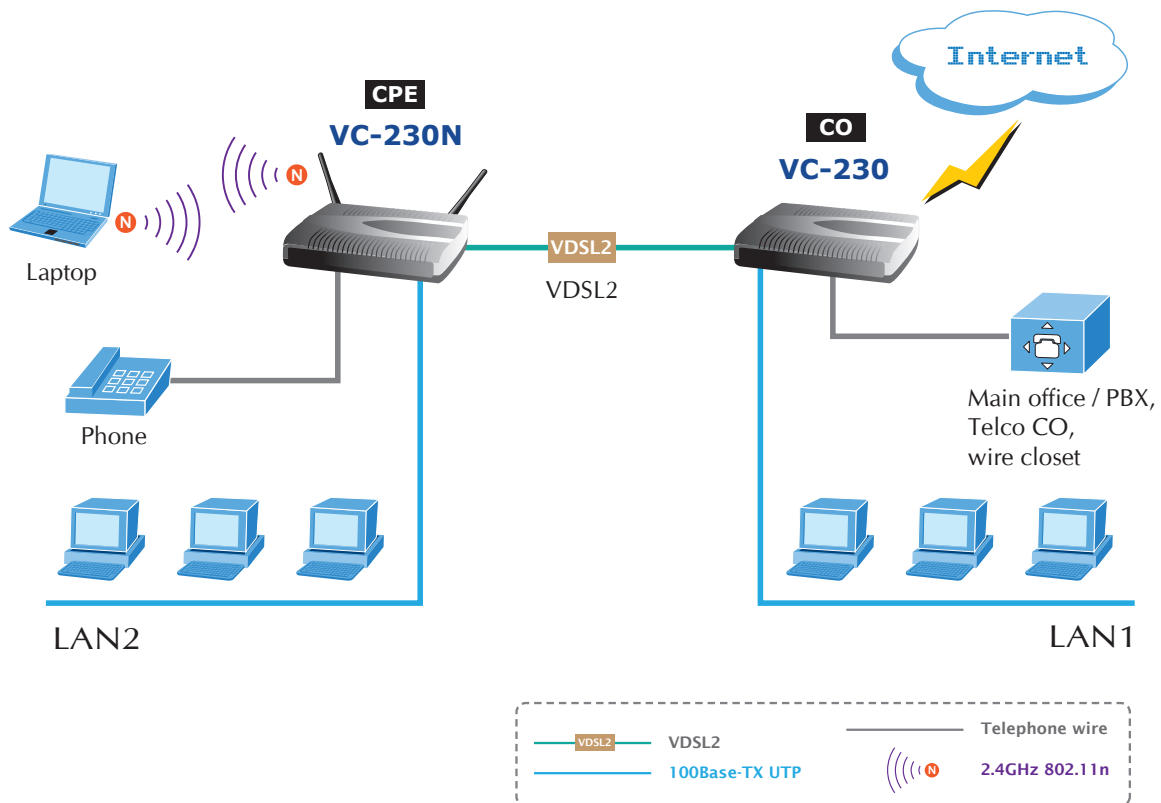 Internet
CPE
VC-230N
CO
VC-230
N
N
Laptop
VDSL2
VDSL2
Phone
Main office / PBX,
Telco CO,
wire closet
LAN2
LAN1
VDSL2
VDSL2
Telephone wire
100Base-TX UTP
N
2.4GHz 802.11n